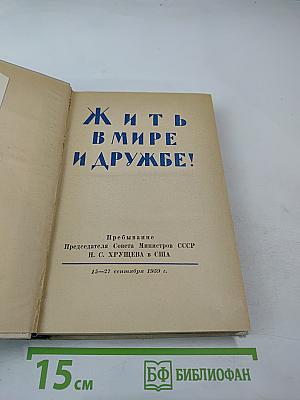 Жить
в мире
и дружбе!
Пребывание
Председателя Совета Министров СССР
Н. С. ХРУЩЕВА в США
15—27 сентября 1959 г.
15 см
БФ БИБЛИОФАН